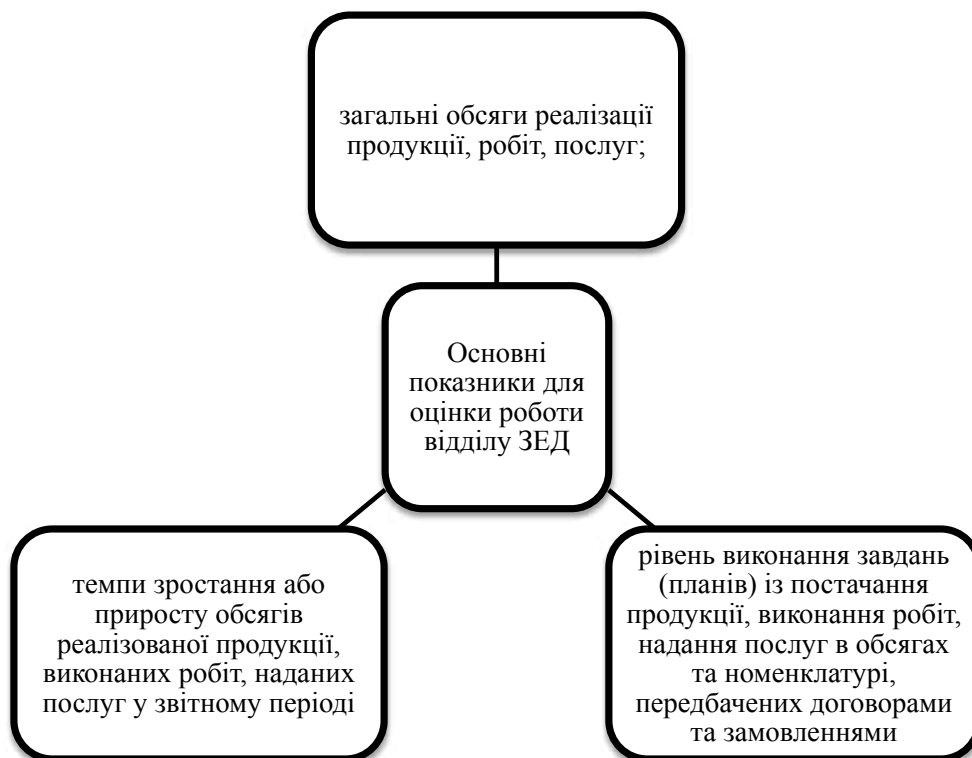 загальні обсяги реалізації
продукції, робіт, послуг;
Основні
показники для
оцінки роботи
відділу ЗЕД
темпи зростання або
приросту обсягів
реалізованої продукції,
виконаних робіт, наданих
послуг у звітному періоді
рівень виконання завдань
(планів) із постачання
продукції, виконання робіт,
надання послуг в обсягах
та номенклатурі,
передбачених договорами
та замовленнями